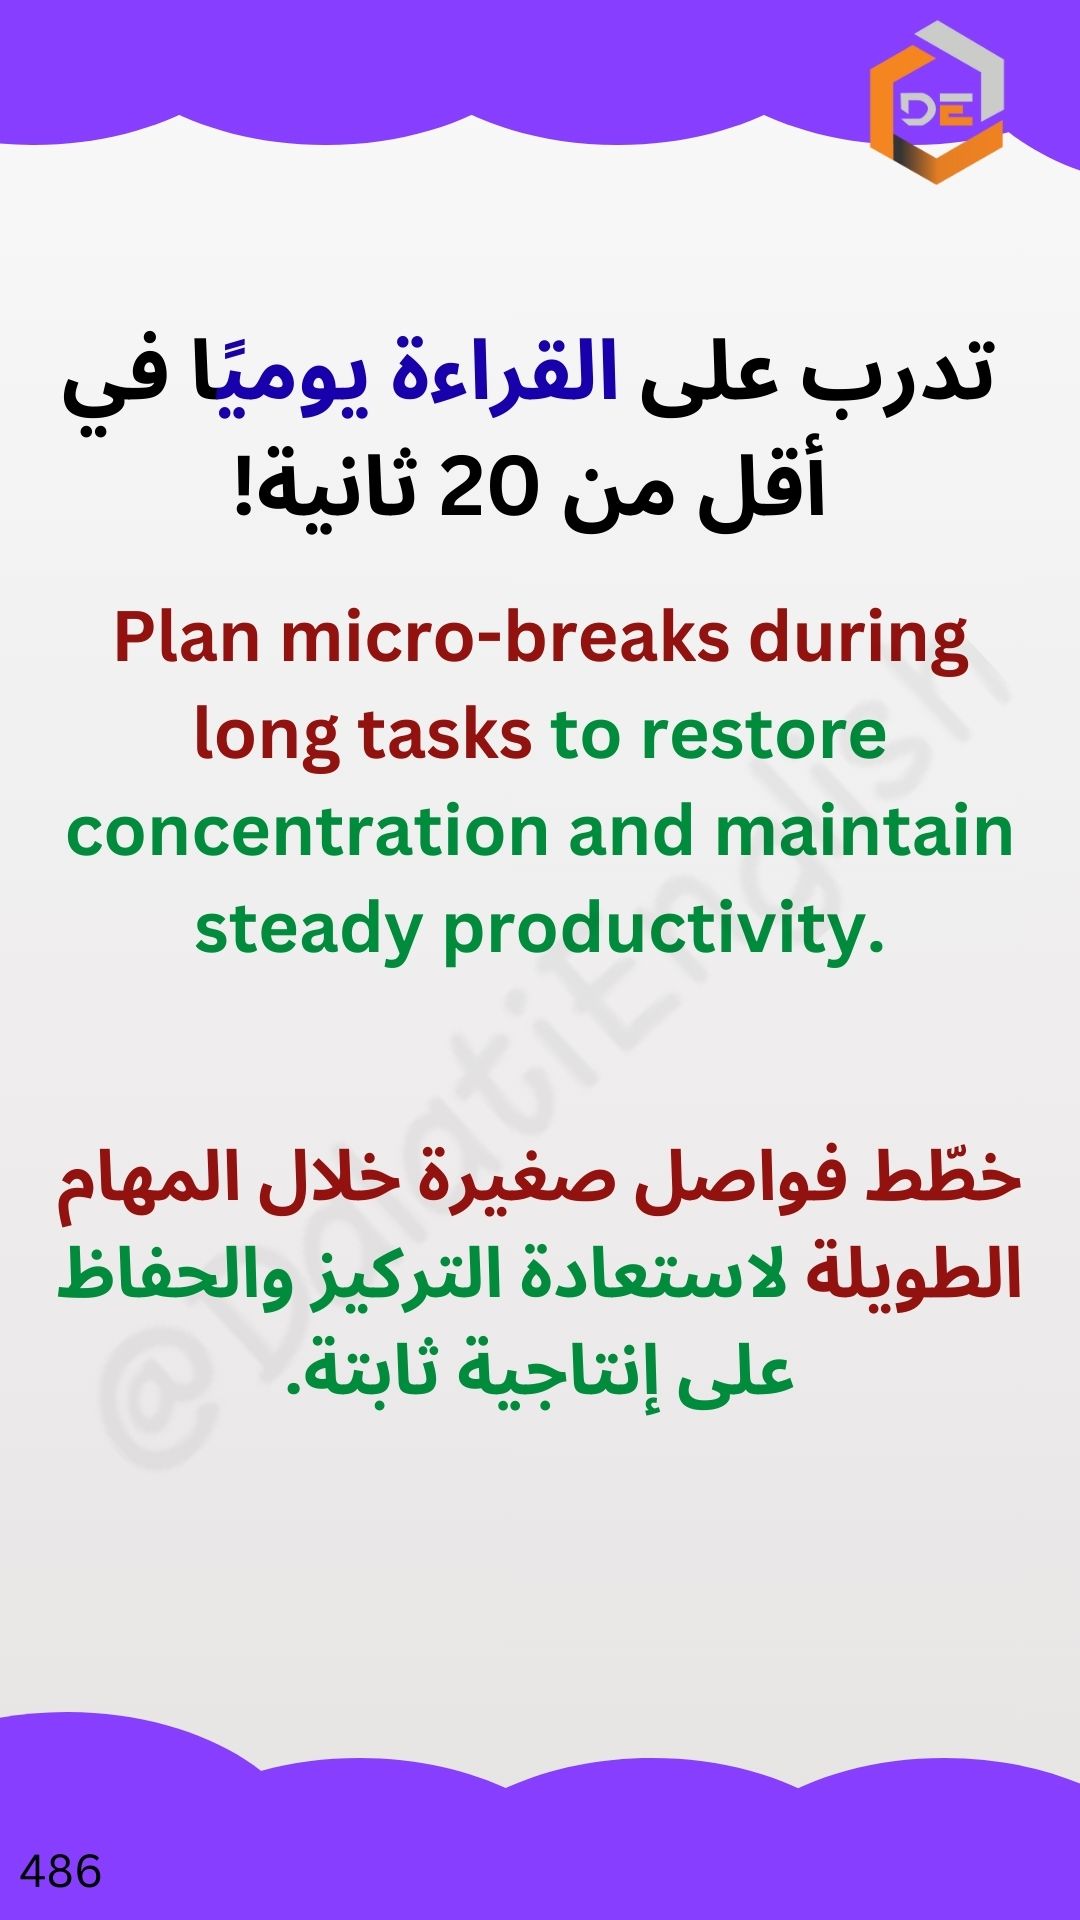 DE
تدرب على القراءة يوميًا في
أقل من 20 ثانية!
Plan micro-breaks during
long tasks to restore
concentration and maintain
steady productivity.
خطّط فواصل صغيرة خلال المهام
الطويلة لاستعادة التركيز والحفاظ
على إنتاجية ثابتة.
@DalatiEnglish
486